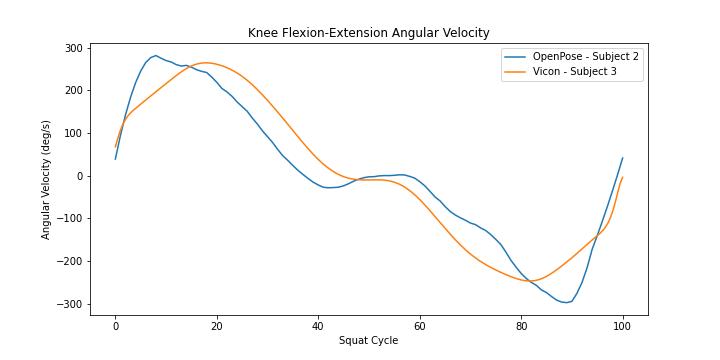 Knee Flexion-Extension Angular Velocity
OpenPose - Subject 2
Vicon - Subject 3
300
200
100
0
−100
−200
−300
Angular Velocity (deg/s)
0 20 40 60 80 100
Squat Cycle